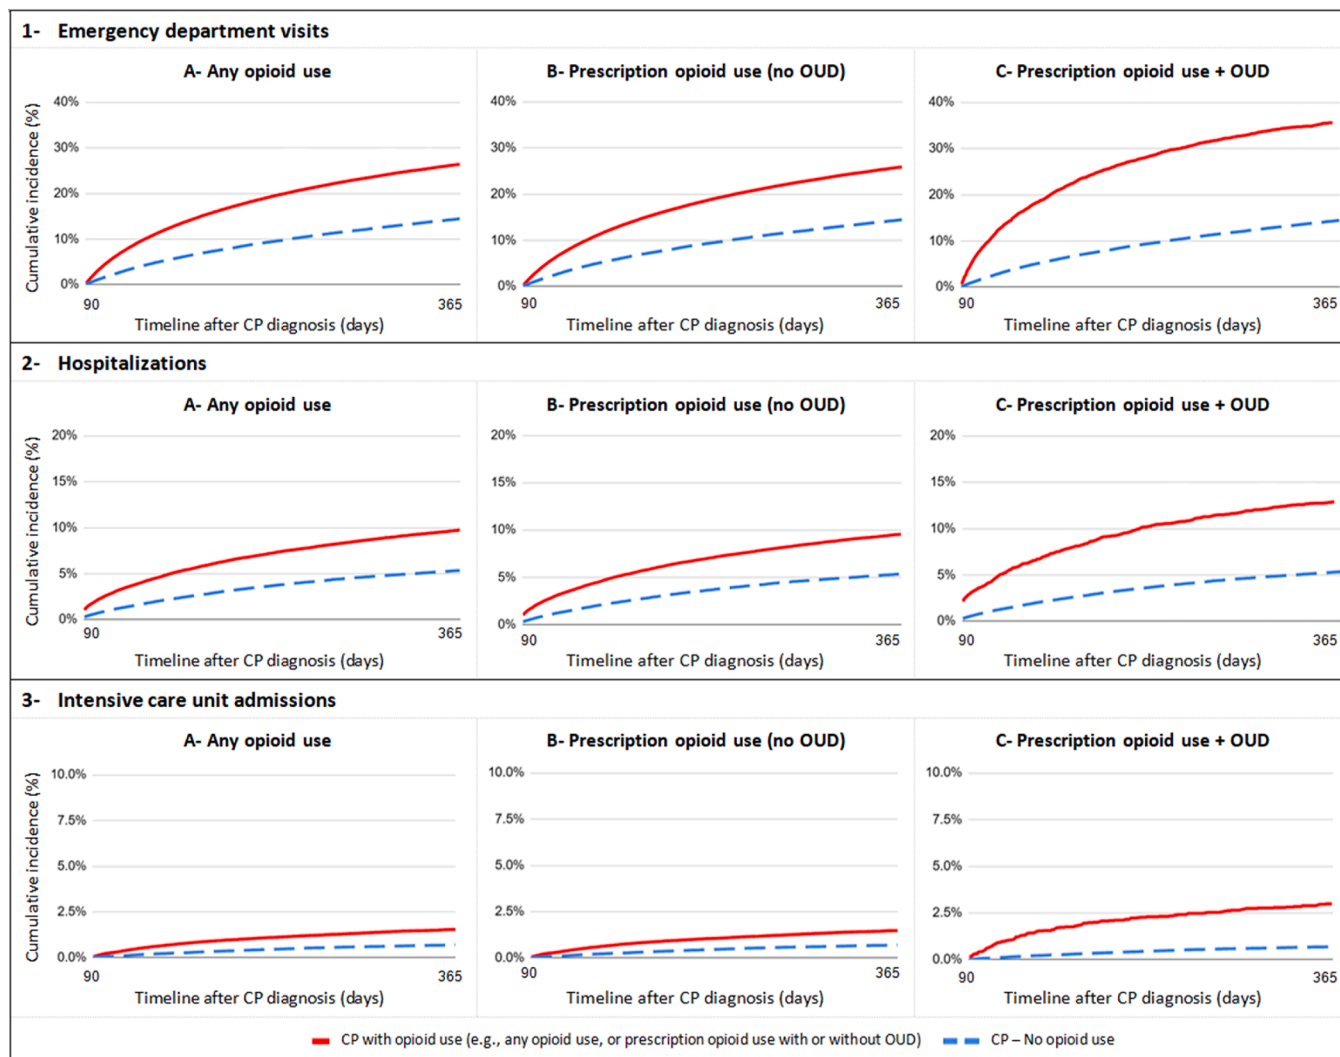 1- Emergency department visits
A- Any opioid use
B- Prescription opioid use (no OUD)
C- Prescription opioid use + OUD
Cumulative incidence (%)
40%
30%
20%
10%
0%
90
365
Timeline after CP diagnosis (days)
40%
30%
20%
10%
0%
90
365
Timeline after CP diagnosis (days)
40%
30%
20%
10%
0%
90
365
Timeline after CP diagnosis (days)
2- Hospitalizations
A- Any opioid use
B- Prescription opioid use (no OUD)
C- Prescription opioid use + OUD
Cumulative incidence (%)
20%
15%
10%
5%
0%
90
365
Timeline after CP diagnosis (days)
20%
15%
10%
5%
0%
90
365
Timeline after CP diagnosis (days)
20%
15%
10%
5%
0%
90
365
Timeline after CP diagnosis (days)
3- Intensive care unit admissions
A- Any opioid use
B- Prescription opioid use (no OUD)
C- Prescription opioid use + OUD
Cumulative incidence (%)
10.0%
7.5%
5.0%
2.5%
0.0%
90
365
Timeline after CP diagnosis (days)
10.0%
7.5%
5.0%
2.5%
0.0%
90
365
Timeline after CP diagnosis (days)
10.0%
7.5%
5.0%
2.5%
0.0%
90
365
Timeline after CP diagnosis (days)
CP with opioid use (e.g., any opioid use, or prescription opioid use with or without OUD)
CP – No opioid use